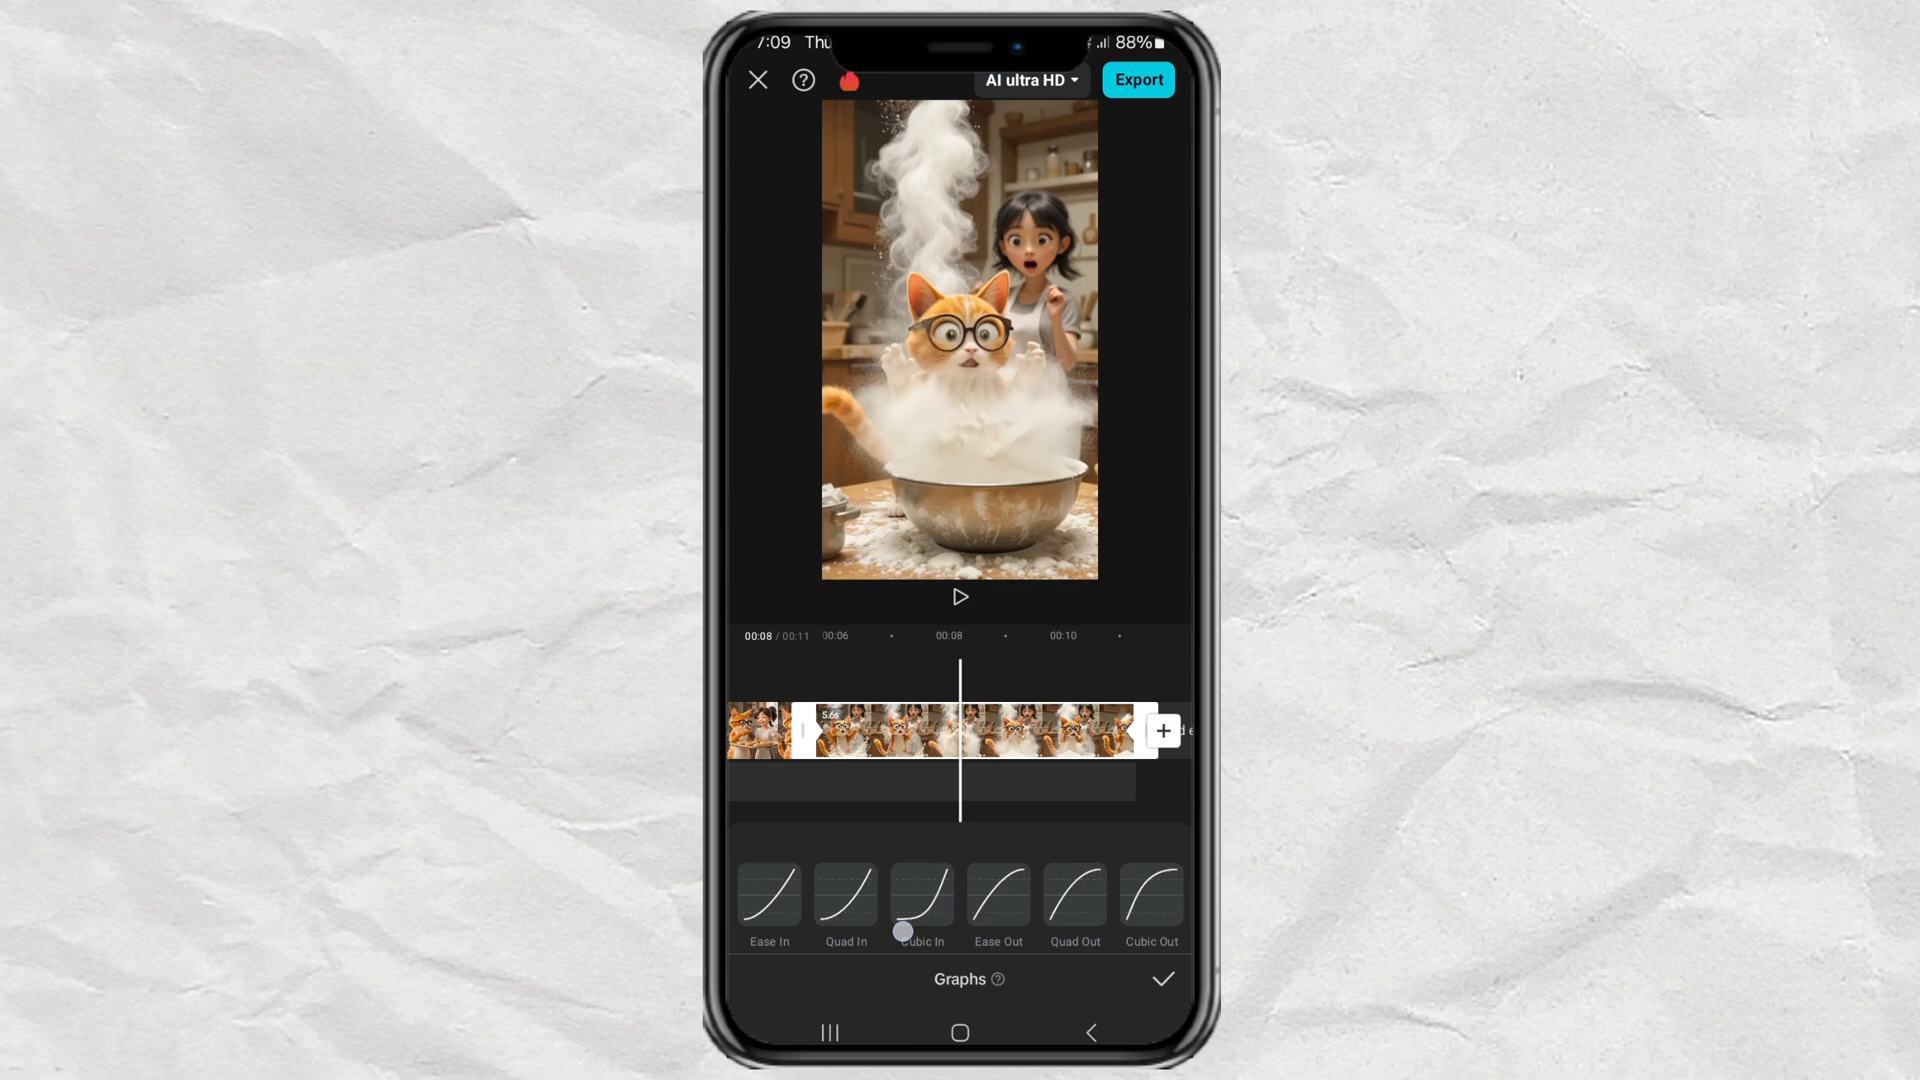 7:09 Thu 88%
AI ultra HD Export
00:08 / 00:11 00:06 00:08 00:10
5.6s
Ease In Quad In Cubic In Ease Out Quad Out Cubic Out
Graphs